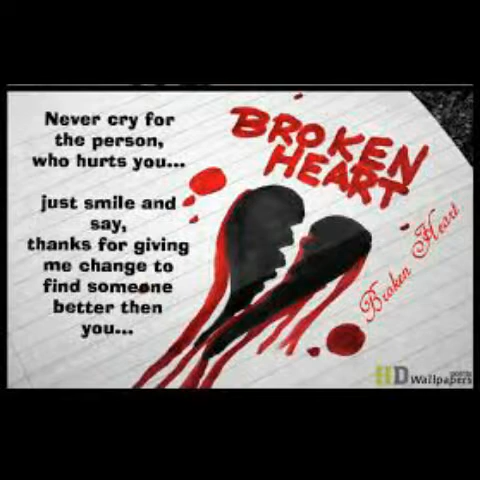 Never cry for
the person,
who hurts you...
just smile and
say,
thanks for giving
me change to
find someone
better then
you...
BROKEN
HEART
Broken Heart
HD Wallpapers